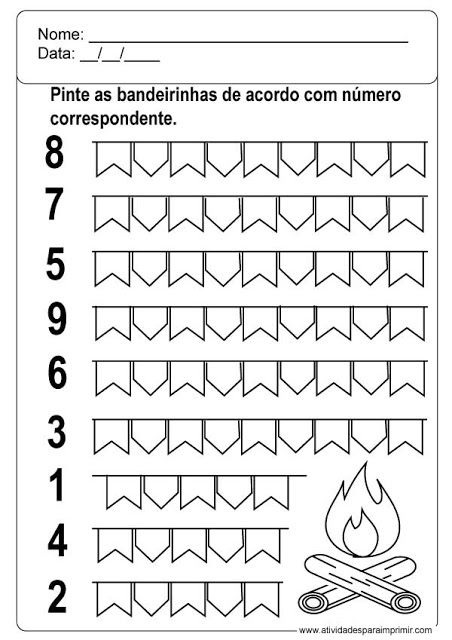 Nome:
Data: __/__/____
Pinte as bandeirinhas de acordo com número
correspondente.
8
7
5
9
6
3
1
4
2
www.atividadesparaimprimir.com